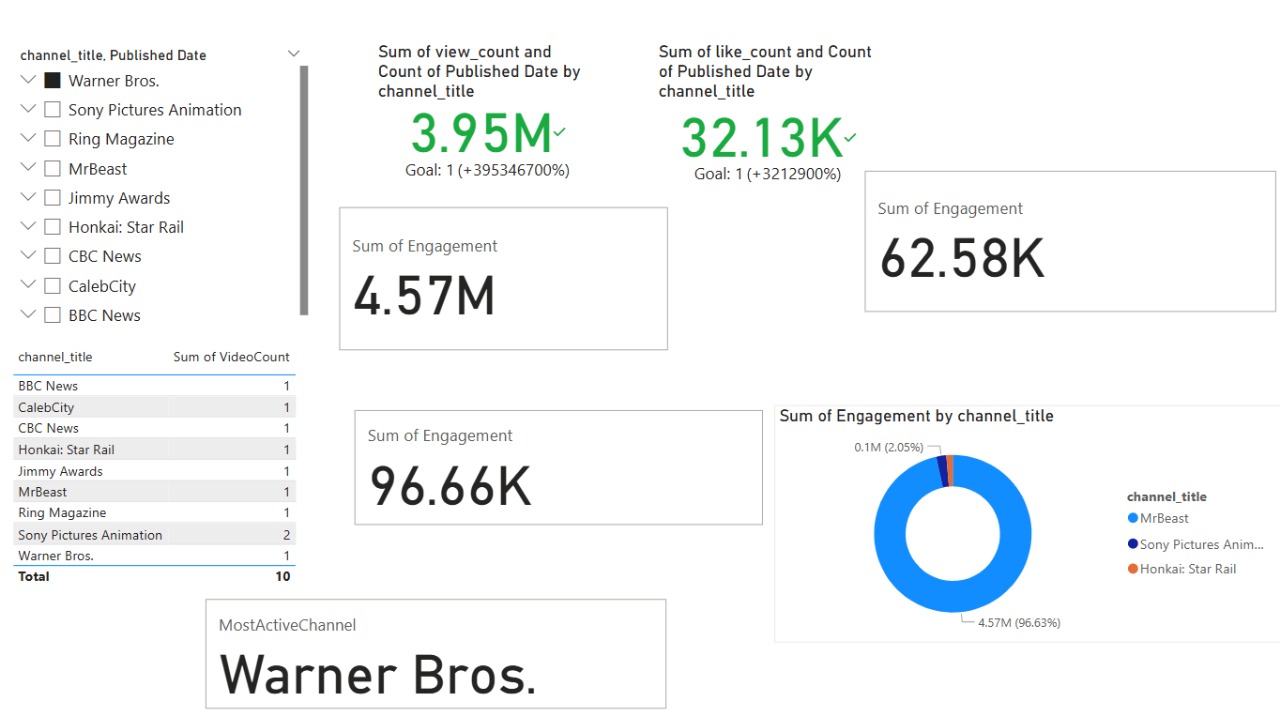 channel_title, Published Date
Warner Bros.
Sony Pictures Animation
Ring Magazine
MrBeast
Jimmy Awards
Honkai: Star Rail
CBC News
CalebCity
BBC News
Sum of view_count and
Count of Published Date by
channel_title
3.95M
Goal: 1 (+395346700%)
Sum of like_count and Count
of Published Date by
channel_title
32.13K
Goal: 1 (+3212900%)
Sum of Engagement
4.57M
Sum of Engagement
62.58K
channel_title Sum of VideoCount
BBC News 1
CalebCity 1
CBC News 1
Honkai: Star Rail 1
Jimmy Awards 1
MrBeast 1
Ring Magazine 1
Sony Pictures Animation 2
Warner Bros. 1
Total 10
Sum of Engagement
96.66K
Sum of Engagement by channel_title
0.1M (2.05%)
4.57M (96.63%)
channel_title
MrBeast
Sony Pictures Anim...
Honkai: Star Rail
MostActiveChannel
Warner Bros.